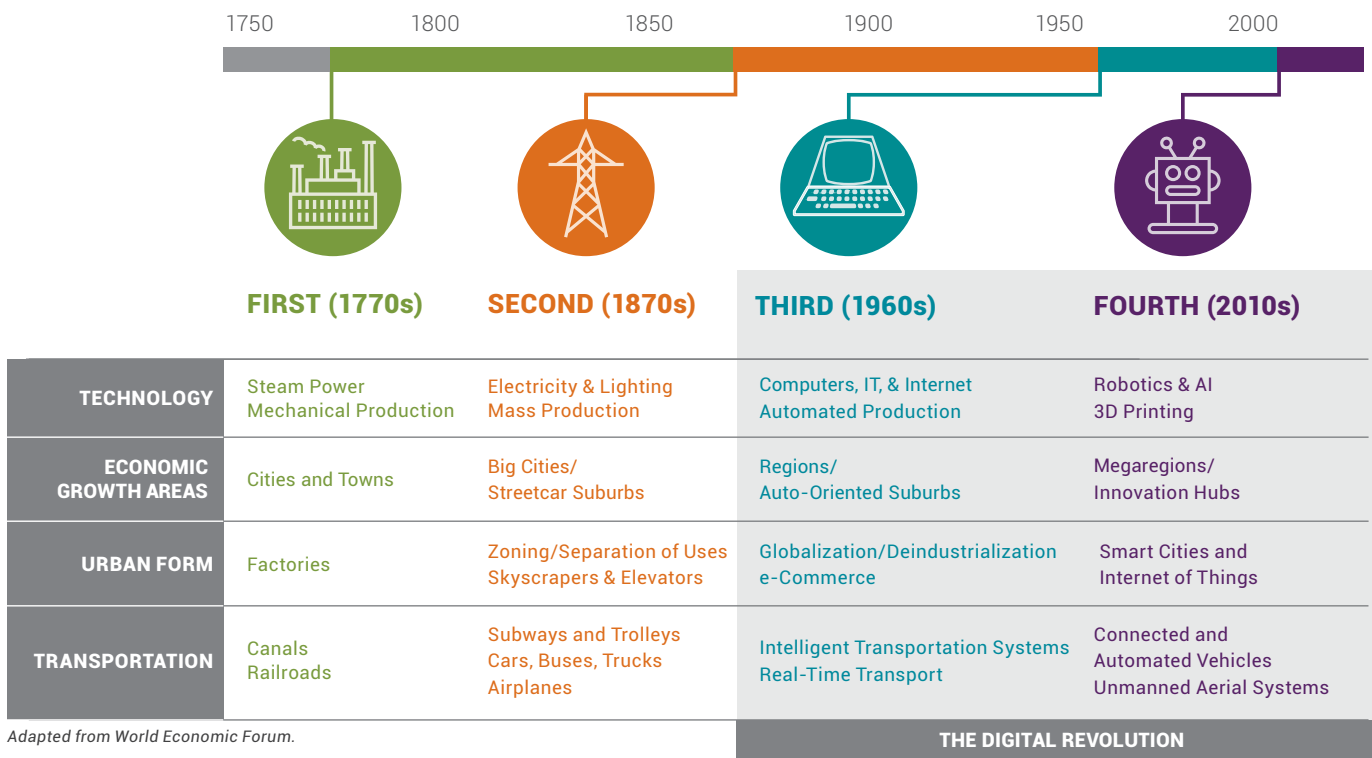 1750 1800 1850 1900 1950 2000
FIRST (1770s) SECOND (1870s) THIRD (1960s) FOURTH (2010s)
TECHNOLOGY
Steam Power
Mechanical Production
Electricity & Lighting
Mass Production
Computers, IT, & Internet
Automated Production
Robotics & AI
3D Printing
ECONOMIC
GROWTH AREAS
Cities and Towns
Big Cities/
Streetcar Suburbs
Regions/
Auto-Oriented Suburbs
Megaregions/
Innovation Hubs
URBAN FORM
Factories
Zoning/Separation of Uses
Skyscrapers & Elevators
Globalization/Deindustrialization
e-Commerce
Smart Cities and
Internet of Things
TRANSPORTATION
Canals
Railroads
Subways and Trolleys
Cars, Buses, Trucks
Airplanes
Intelligent Transportation Systems
Real-Time Transport
Connected and
Automated Vehicles
Unmanned Aerial Systems
Adapted from World Economic Forum.
THE DIGITAL REVOLUTION